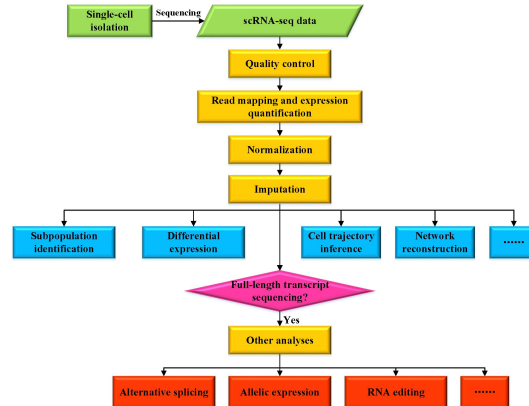 Single-cell
isolation
Sequencing
scRNA-seq data
Quality control
Read mapping and expression
quantification
Normalization
Imputation
Subpopulation
identification
Differential
expression
Cell trajectory
inference
Network
reconstruction
......
Full-length transcript
sequencing?
Yes
Other analyses
Alternative splicing
Allelic expression
RNA editing
......